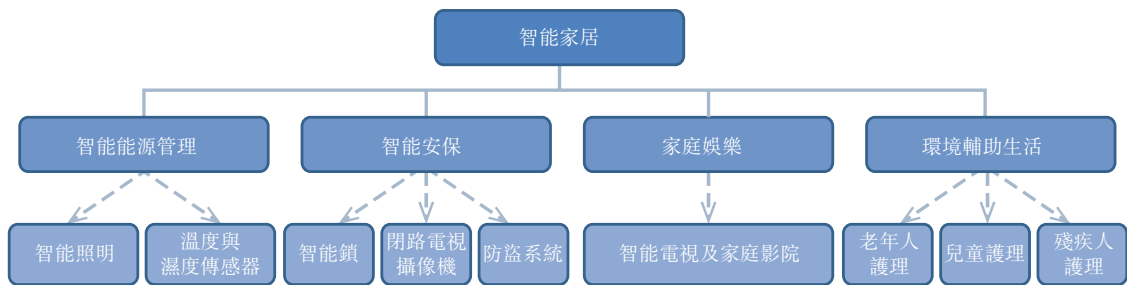 智能家居
智能能源管理
智能安保
家庭娛樂
環境輔助生活
智能照明
溫度與
濕度傳感器
智能鎖
閉路電視
攝像機
防盜系統
智能電視及家庭影院
老年人
護理
兒童護理
殘疾人
護理